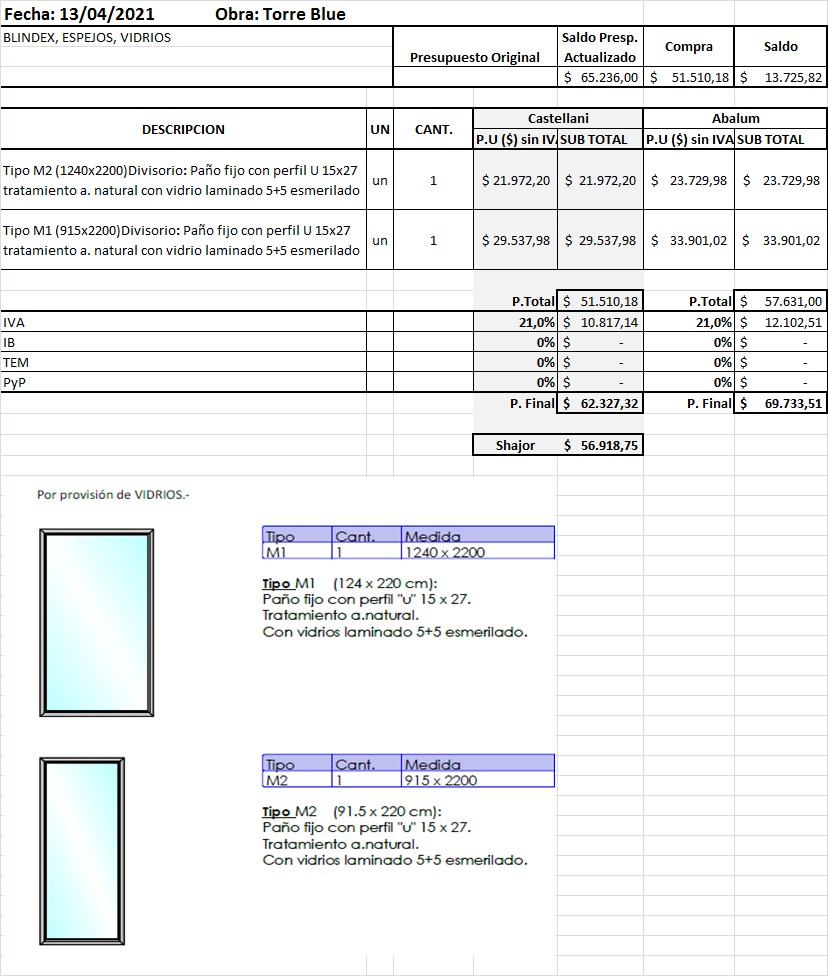 Fecha: 13/04/2021 Obra: Torre Blue
BLINDEX, ESPEJOS, VIDRIOS
Presupuesto Original
Saldo Presp. Actualizado
Compra
Saldo
$ 65.236,00 $ 51.510,18 $ 13.725,82
DESCRIPCION UN CANT. Castellani Abalum
P.U ($) sin IVA SUB TOTAL P.U ($) sin IVA SUB TOTAL
Tipo M2 (1240x2200)Divisorio: Paño fijo con perfil U 15x27
tratamiento a. natural con vidrio laminado 5+5 esmerilado
un 1 $ 21.972,20 $ 21.972,20 $ 23.729,98 $ 23.729,98
Tipo M1 (915x2200)Divisorio: Paño fijo con perfil U 15x27
tratamiento a. natural con vidrio laminado 5+5 esmerilado
un 1 $ 29.537,98 $ 29.537,98 $ 33.901,02 $ 33.901,02
P.Total $ 51.510,18 P.Total $ 57.631,00
IVA 21,0% $ 10.817,14 21,0% $ 12.102,51
IB 0% $ - 0% $ -
TEM 0% $ - 0% $ -
PyP 0% $ - 0% $ -
P. Final $ 62.327,32 P. Final $ 69.733,51
Shajor $ 56.918,75
Por provisión de VIDRIOS.-
Tipo Cant. Medida
M1 1 1240 x 2200
Tipo M1 (124 x 220 cm):
Paño fijo con perfil "u" 15 x 27.
Tratamiento a.natural.
Con vidrios laminado 5+5 esmerilado.
Tipo Cant. Medida
M2 1 915 x 2200
Tipo M2 (91.5 x 220 cm):
Paño fijo con perfil "u" 15 x 27.
Tratamiento a.natural.
Con vidrios laminado 5+5 esmerilado.